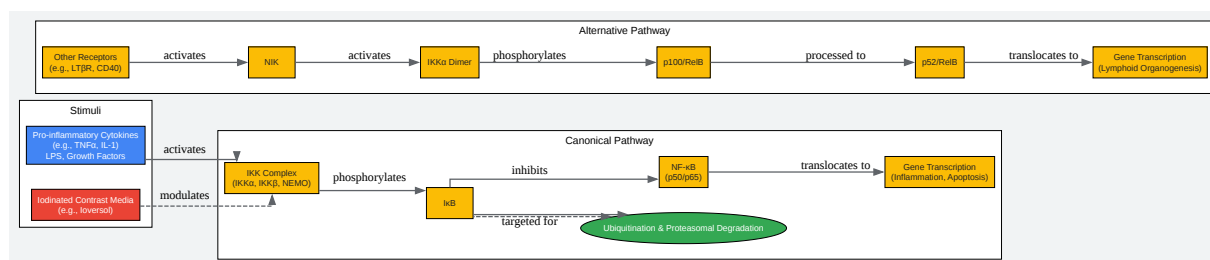 Alternative Pathway
Other Receptors
(e.g., LTβR, CD40)
activates
NIK
activates
IKKα Dimer
phosphorylates
p100/RelB
processed to
p52/RelB
translocates to
Gene Transcription
(Lymphoid Organogenesis)
Stimuli
Pro-inflammatory Cytokines
(e.g., TNFα, IL-1)
LPS, Growth Factors
activates
Iodinated Contrast Media
(e.g., Ioversol)
modulates
Canonical Pathway
IKK Complex
(IKKα, IKKβ, NEMO)
phosphorylates
IκB
inhibits
NF-κB
(p50/p65)
translocates to
Gene Transcription
(Inflammation, Apoptosis)
targeted for
Ubiquitination & Proteasomal Degradation